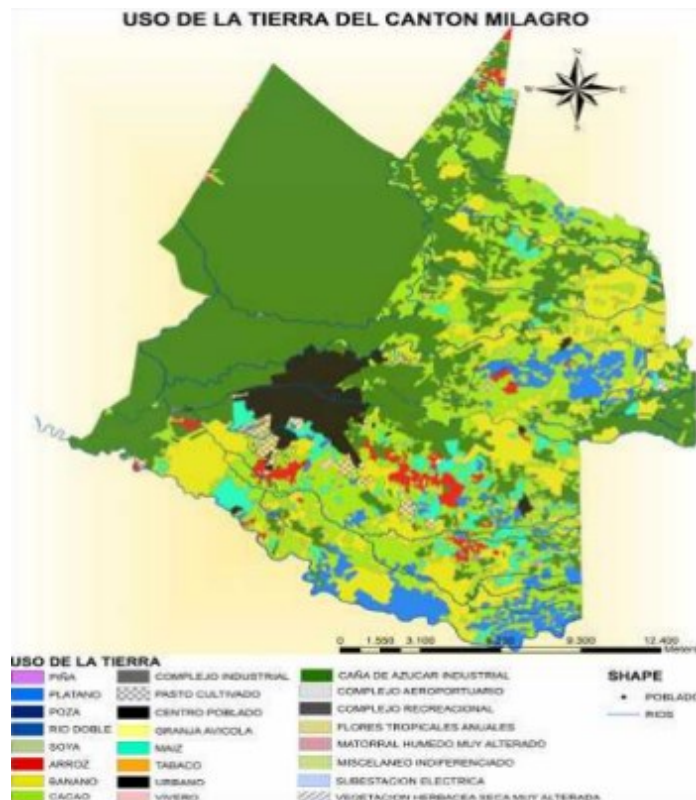 USO DE LA TIERRA DEL CANTON MILAGRO
N
W E
S
0 1.550 3.100 9.300 12.400
Meters
USO DE LA TIERRA
PIÑA
PLATANO
POZA
RIO DOBLE
SOYA
ARROZ
BANANO
CACAO
COMPLEJO INDUSTRIAL
PASTO CULTIVADO
CENTRO POBLADO
GRANJA AVICOLA
MAIZ
TABACO
URBANO
VIVERO
CAÑA DE AZUCAR INDUSTRIAL
COMPLEJO AEROPORTUARIO
COMPLEJO RECREACIONAL
FLORES TROPICALES ANUALES
MATORRAL HUMEDO MUY ALTERADO
MISCELANEO INDIFERENCIADO
SUBESTACION ELECTRICA
VEGETACION HERBACEA SECA MUY ALTERADA
SHAPE
POBLADO
RIOS